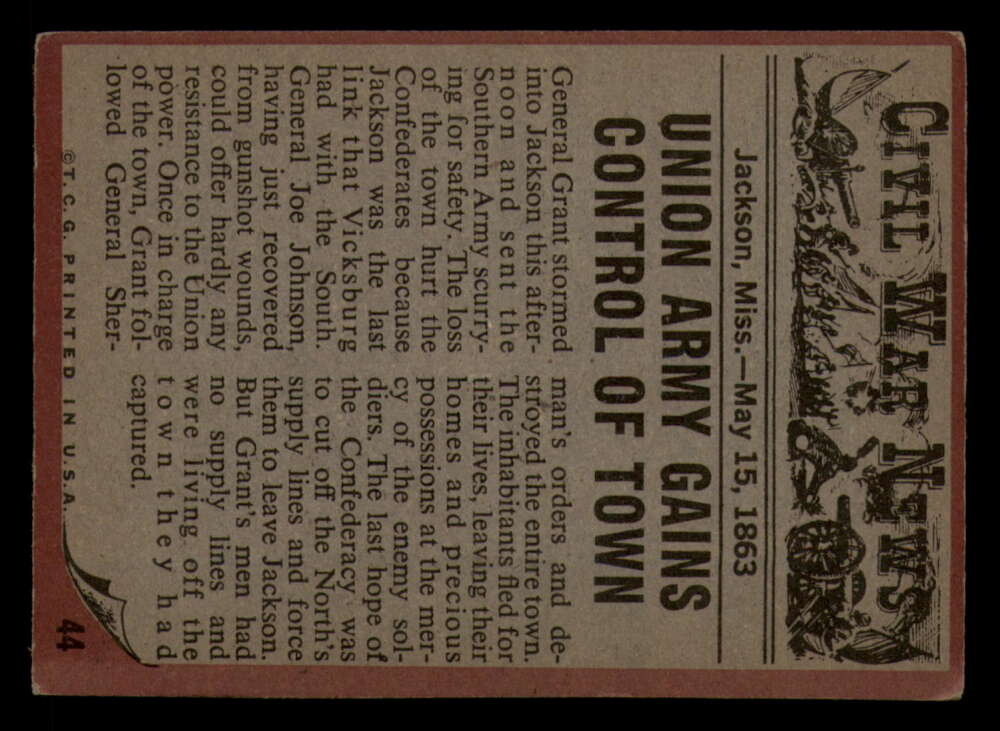 CIVIL WAR NEWS
Jackson, Miss.—May 15, 1863
UNION ARMY GAINS
CONTROL OF TOWN
General Grant stormed
into Jackson this after-
noon and sent the
Southern Army scurry-
ing for safety. The loss
of the town hurt the
Confederates because
Jackson was the last
link that Vicksburg
had with the South.
General Joe Johnson,
having just recovered
from gunshot wounds,
could offer hardly any
resistance to the Union
power. Once in charge
of the town, Grant fol-
lowed General Sher-
man's orders and de-
stroyed the entire town.
The inhabitants fled for
their lives, leaving their
homes and precious
possessions at the mer-
cy of the enemy sol-
diers. The last hope of
the Confederacy was
to cut off the North's
supply lines and force
them to leave Jackson.
But Grant's men had
no supply lines and
were living off the
town they had
captured.
© T. C. G. PRINTED IN U.S.A.
44